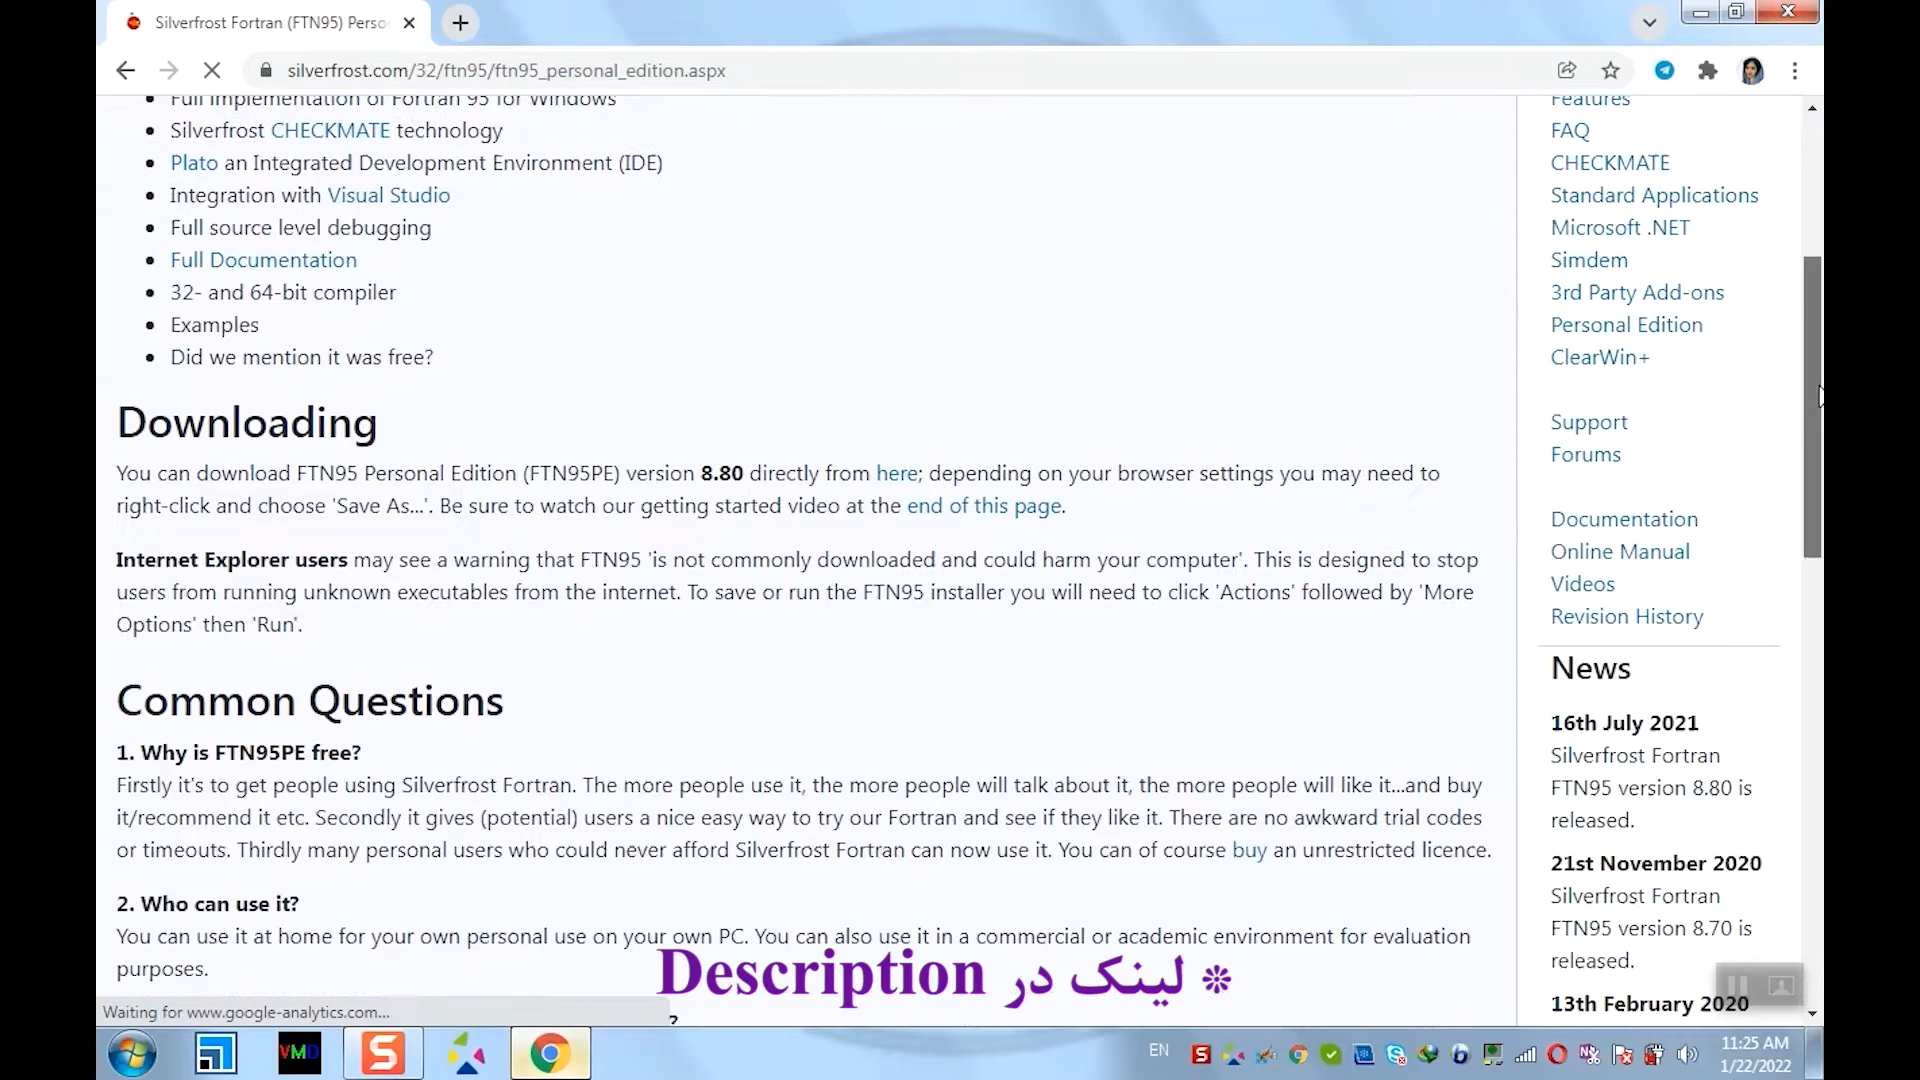 Silverfrost Fortran (FTN95) Perso
silverfrost.com/32/ftn95/ftn95_personal_edition.aspx
Full Implementation of Fortran 95 for Windows
Silverfrost CHECKMATE technology
Plato an Integrated Development Environment (IDE)
Integration with Visual Studio
Full source level debugging
Full Documentation
32- and 64-bit compiler
Examples
Did we mention it was free?
Downloading
You can download FTN95 Personal Edition (FTN95PE) version 8.80 directly from here; depending on your browser settings you may need to
right-click and choose 'Save As...'. Be sure to watch our getting started video at the end of this page.
Internet Explorer users may see a warning that FTN95 'is not commonly downloaded and could harm your computer'. This is designed to stop
users from running unknown executables from the internet. To save or run the FTN95 installer you will need to click 'Actions' followed by 'More
Options' then 'Run'.
Common Questions
1. Why is FTN95PE free?
Firstly it's to get people using Silverfrost Fortran. The more people use it, the more people will talk about it, the more people will like it...and buy
it/recommend it etc. Secondly it gives (potential) users a nice easy way to try our Fortran and see if they like it. There are no awkward trial codes
or timeouts. Thirdly many personal users who could never afford Silverfrost Fortran can now use it. You can of course buy an unrestricted licence.
2. Who can use it?
You can use it at home for your own personal use on your own PC. You can also use it in a commercial or academic environment for evaluation
purposes.
Features
FAQ
CHECKMATE
Standard Applications
Microsoft .NET
Simdem
3rd Party Add-ons
Personal Edition
ClearWin+
Support
Forums
Documentation
Online Manual
Videos
Revision History
News
16th July 2021
Silverfrost Fortran
FTN95 version 8.80 is
released.
21st November 2020
Silverfrost Fortran
FTN95 version 8.70 is
released.
13th February 2020
* لینک در Description
Waiting for www.google-analytics.com...
VMD
EN
11:25 AM
1/22/2022